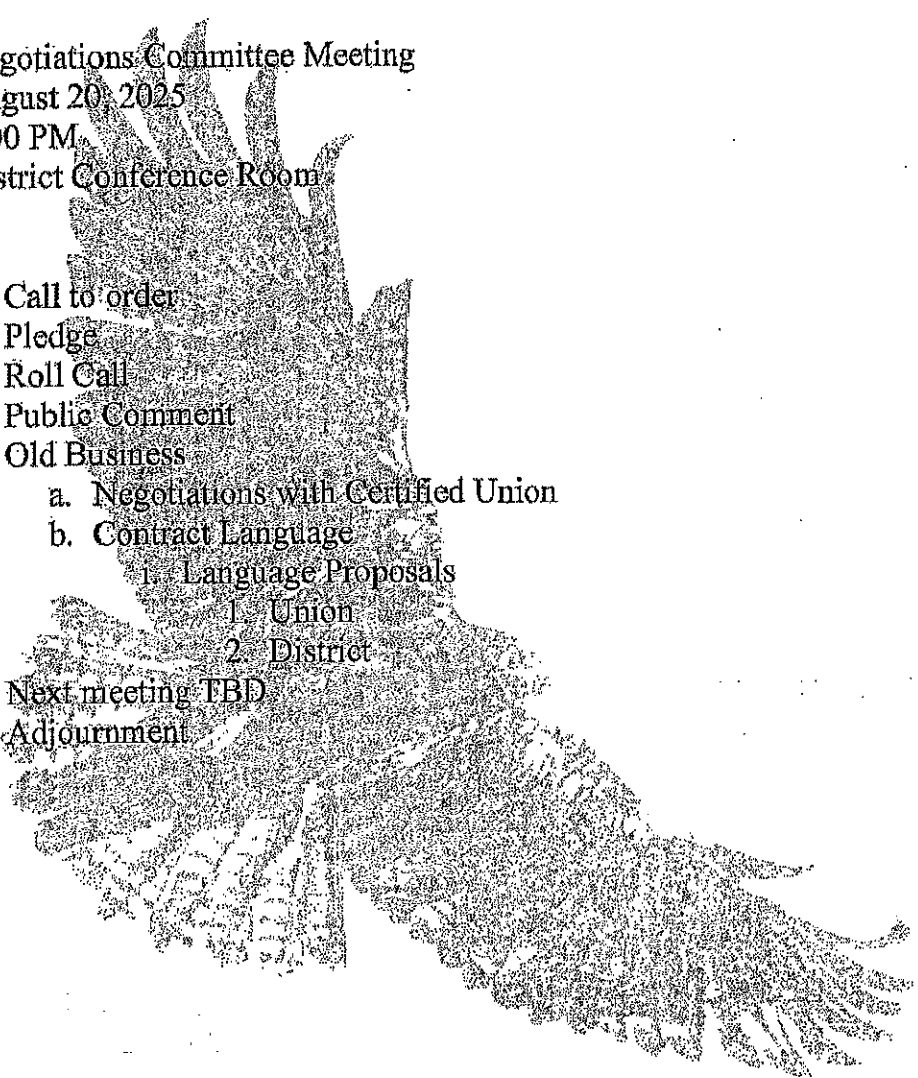 gotiations Committee Meeting
gust 20, 2025
00 PM
strict Conference Room
Call to order
Pledge
Roll Call
Public Comment
Old Business
a. Negotiations with Certified Union
b. Contract Language
i. Language Proposals
1. Union
2. District
Next meeting TBD
Adjournment